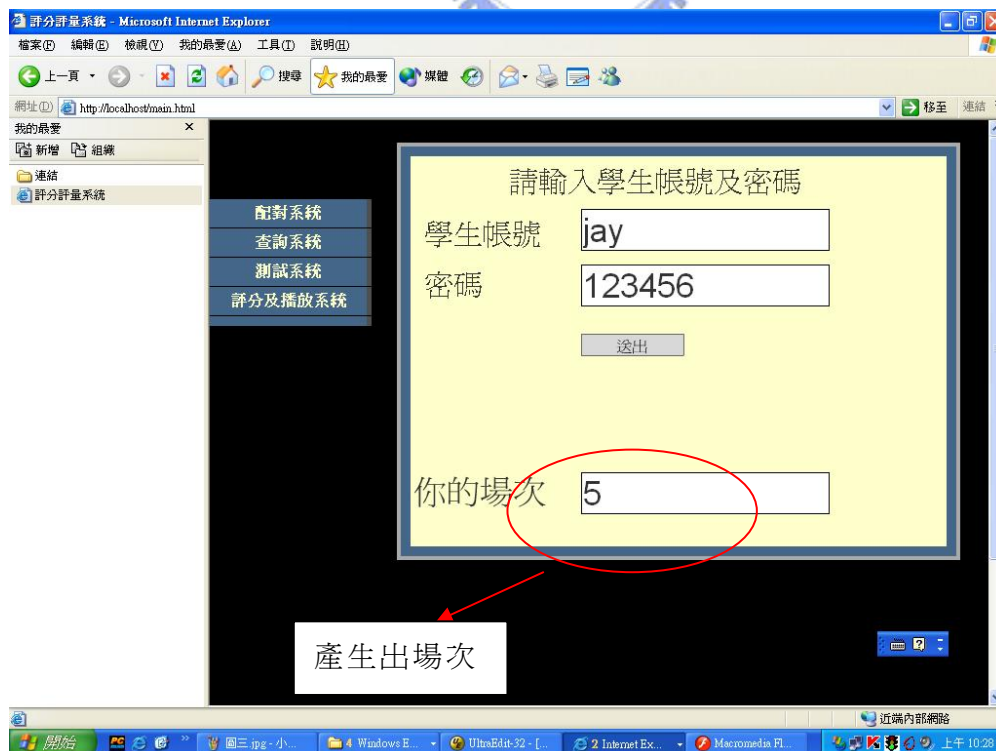 評分評量系統 - Microsoft Internet Explorer
檔案(F) 編輯(E) 檢視(V) 我的最愛(A) 工具(T) 說明(H)
上一頁 搜尋 我的最愛 媒體
網址(D) http://localhost/main.html 移至 連結
我的最愛 ×
新增 組織
連結
評分評量系統
配對系統
查詢系統
測試系統
評分及播放系統
請輸入學生帳號及密碼
學生帳號 jay
密碼 123456
送出
你的場次 5
產生出場次
近端內部網路
開始 圖三.jpg - 小... 4 Windows E... UltraEdit-32 - [... 2 Internet Ex... Macromedia Fl... 上午 10:28